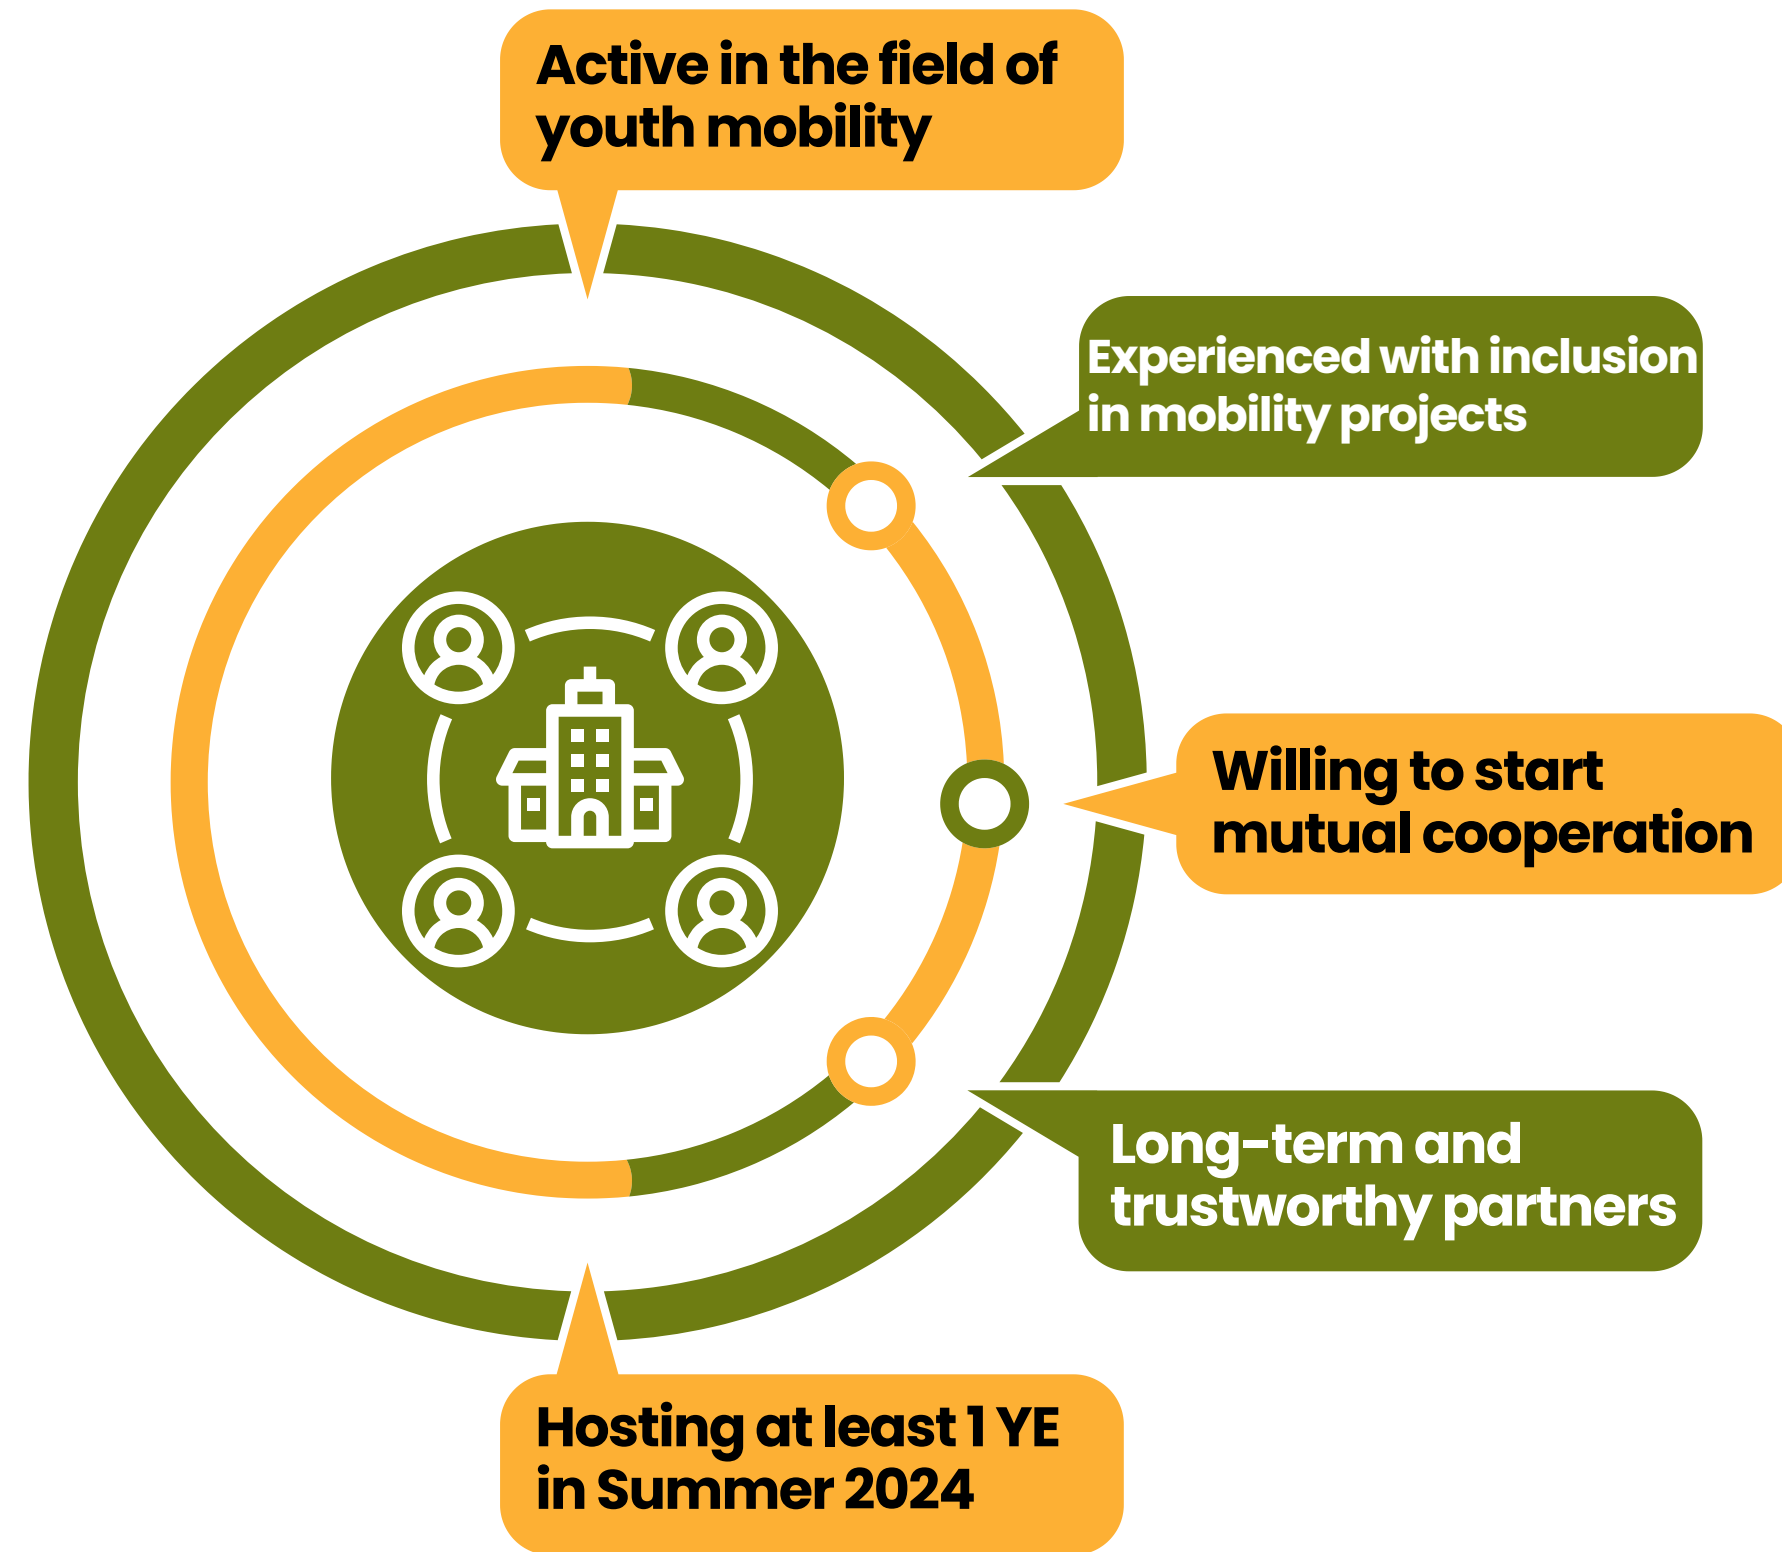 Active in the field of
youth mobility
Experienced with inclusion
in mobility projects
Willing to start
mutual cooperation
Long-term and
trustworthy partners
Hosting at least 1 YE
in Summer 2024